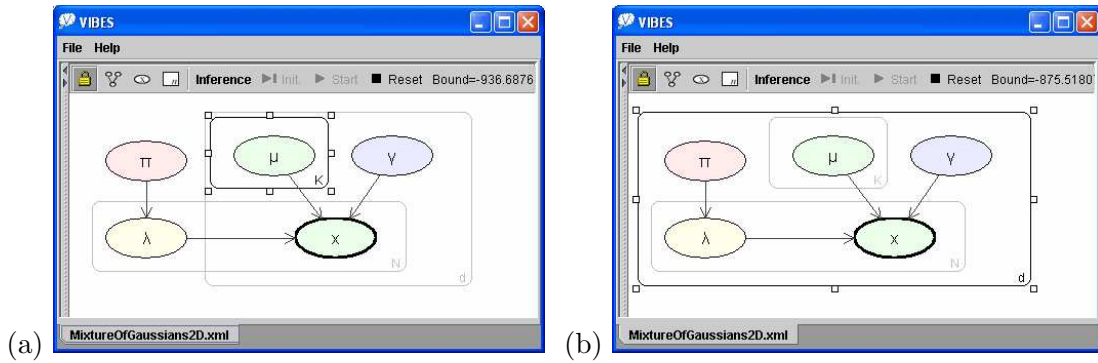 VIBES
File Help
Inference Init. Start Reset Bound=-936.6876
π μ γ
K
λ x
N
d
MixtureOfGaussians2D.xml
(a)
VIBES
File Help
Inference Init. Start Reset Bound=-875.5180
π μ γ
K
λ x
N
d
MixtureOfGaussians2D.xml
(b)